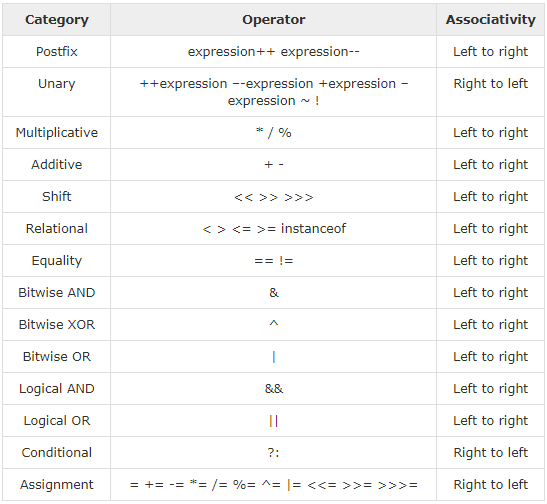 Category Operator Associativity
Postfix expression++ expression-- Left to right
Unary ++expression --expression +expression – Right to left
expression ~ !
Multiplicative * / % Left to right
Additive + - Left to right
Shift << >> >>> Left to right
Relational < > <= >= instanceof Left to right
Equality == != Left to right
Bitwise AND & Left to right
Bitwise XOR ^ Left to right
Bitwise OR | Left to right
Logical AND && Left to right
Logical OR || Left to right
Conditional ?: Right to left
Assignment = += -= *= /= %= ^= |= <<= >>= >>>= Right to left